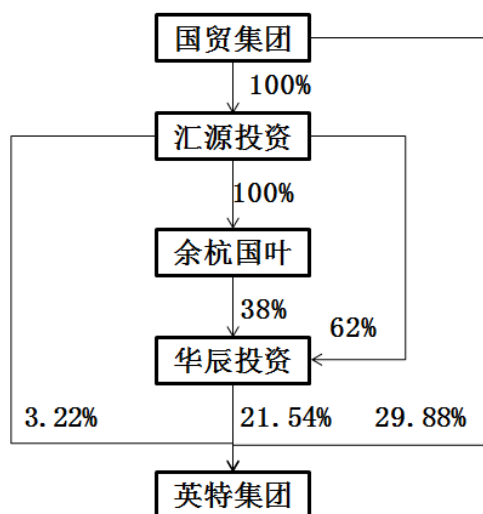 国贸集团
100%
汇源投资
100%
余杭国叶
38%
62%
华辰投资
3.22%
21.54%
29.88%
英特集团